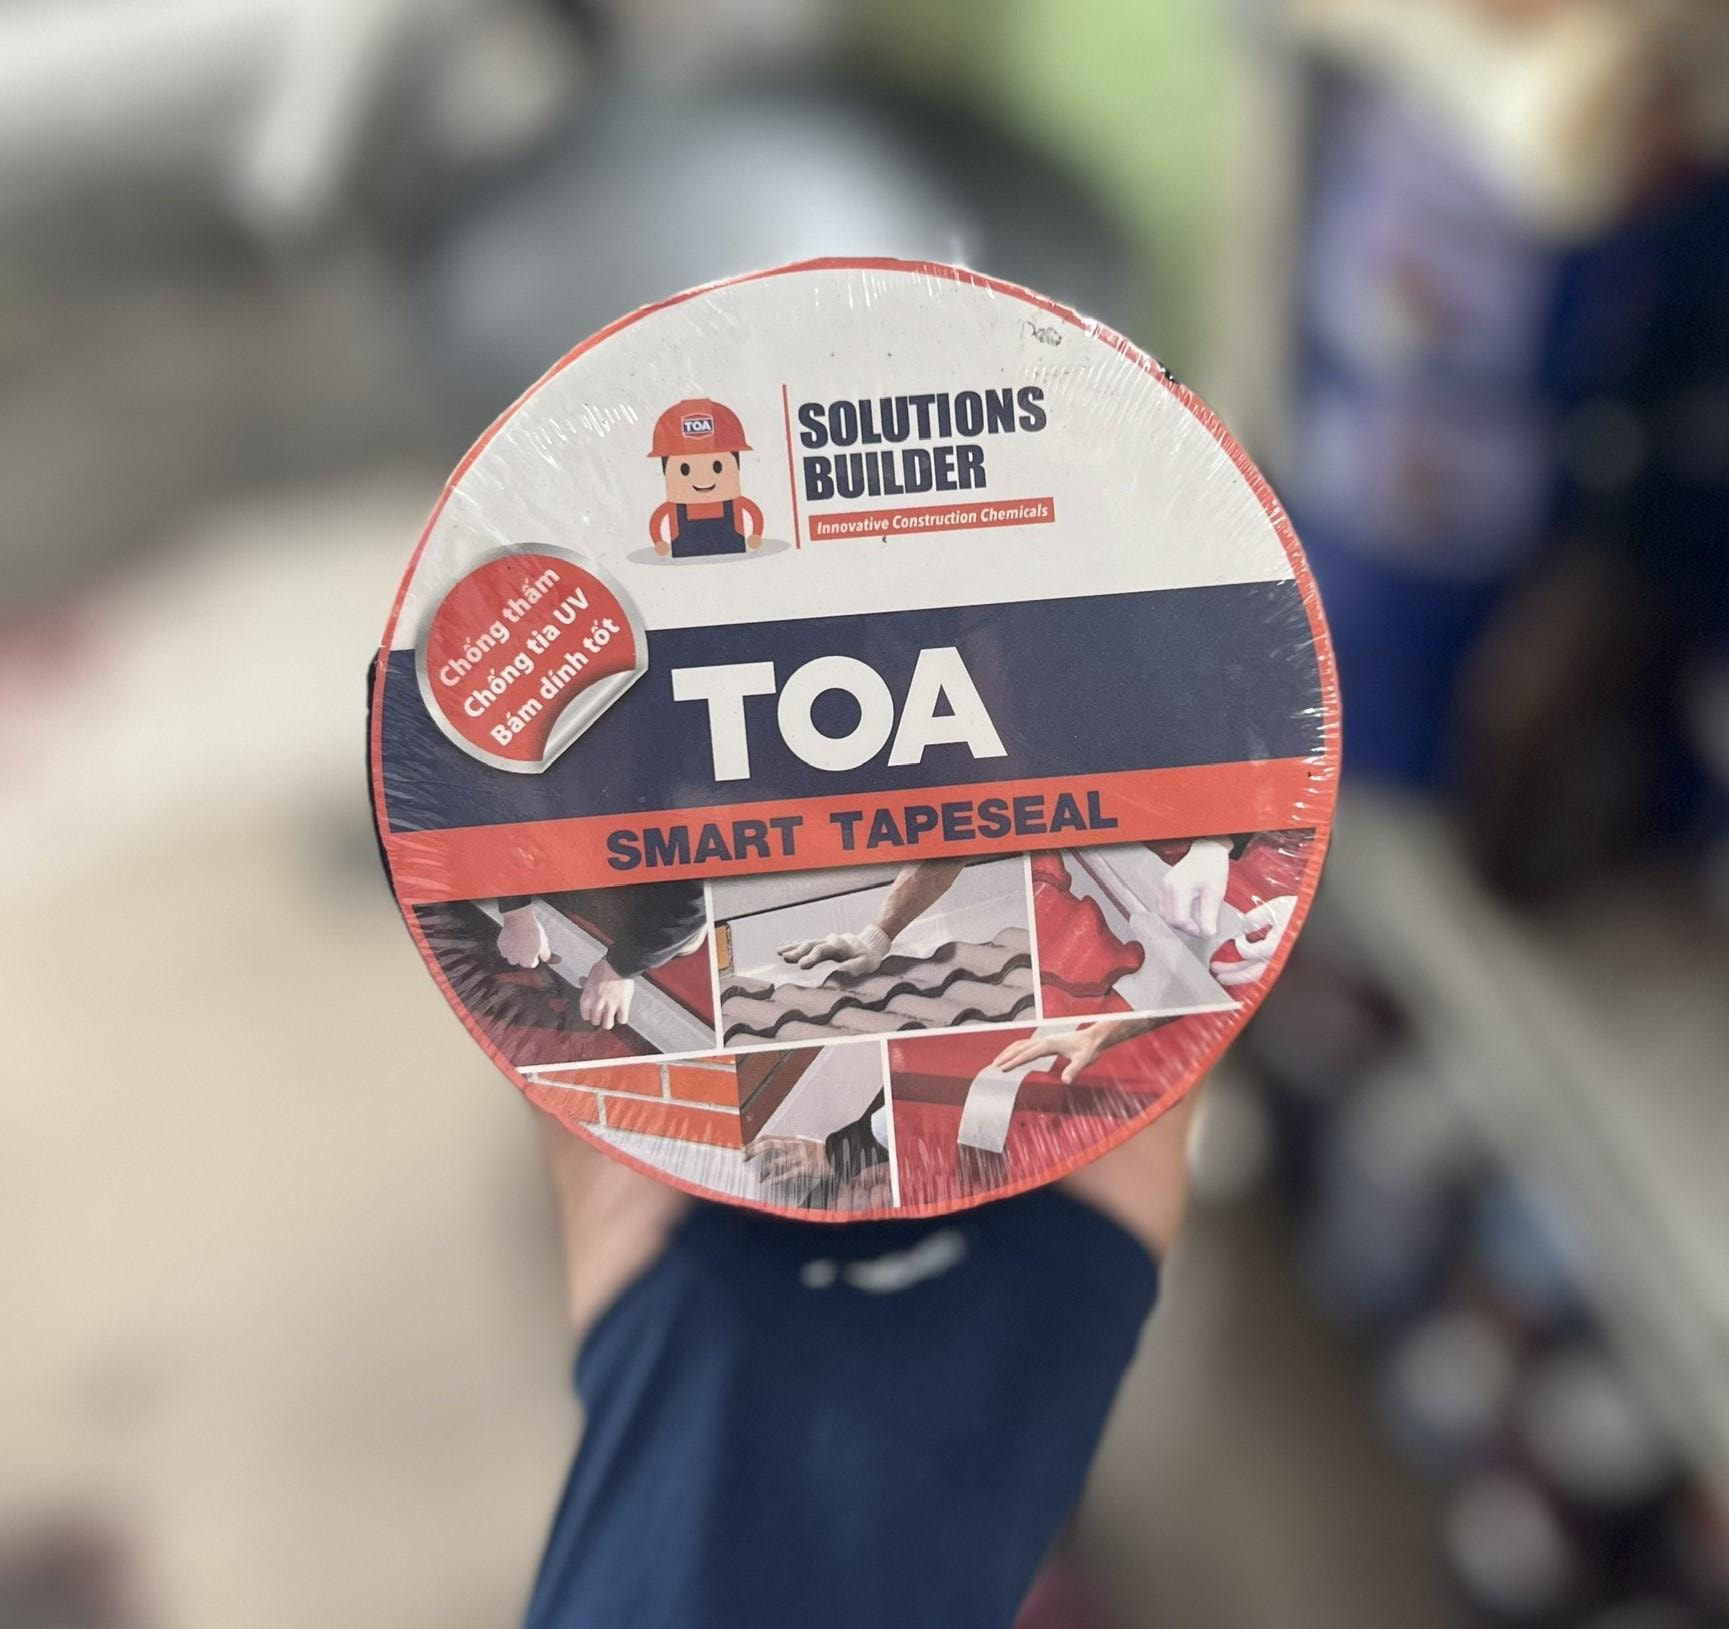 TOA
SOLUTIONS
BUILDER
Innovative Construction Chemicals
Chống thấm
Chống tia UV
Bám dính tốt
TOA
SMART TAPESEAL